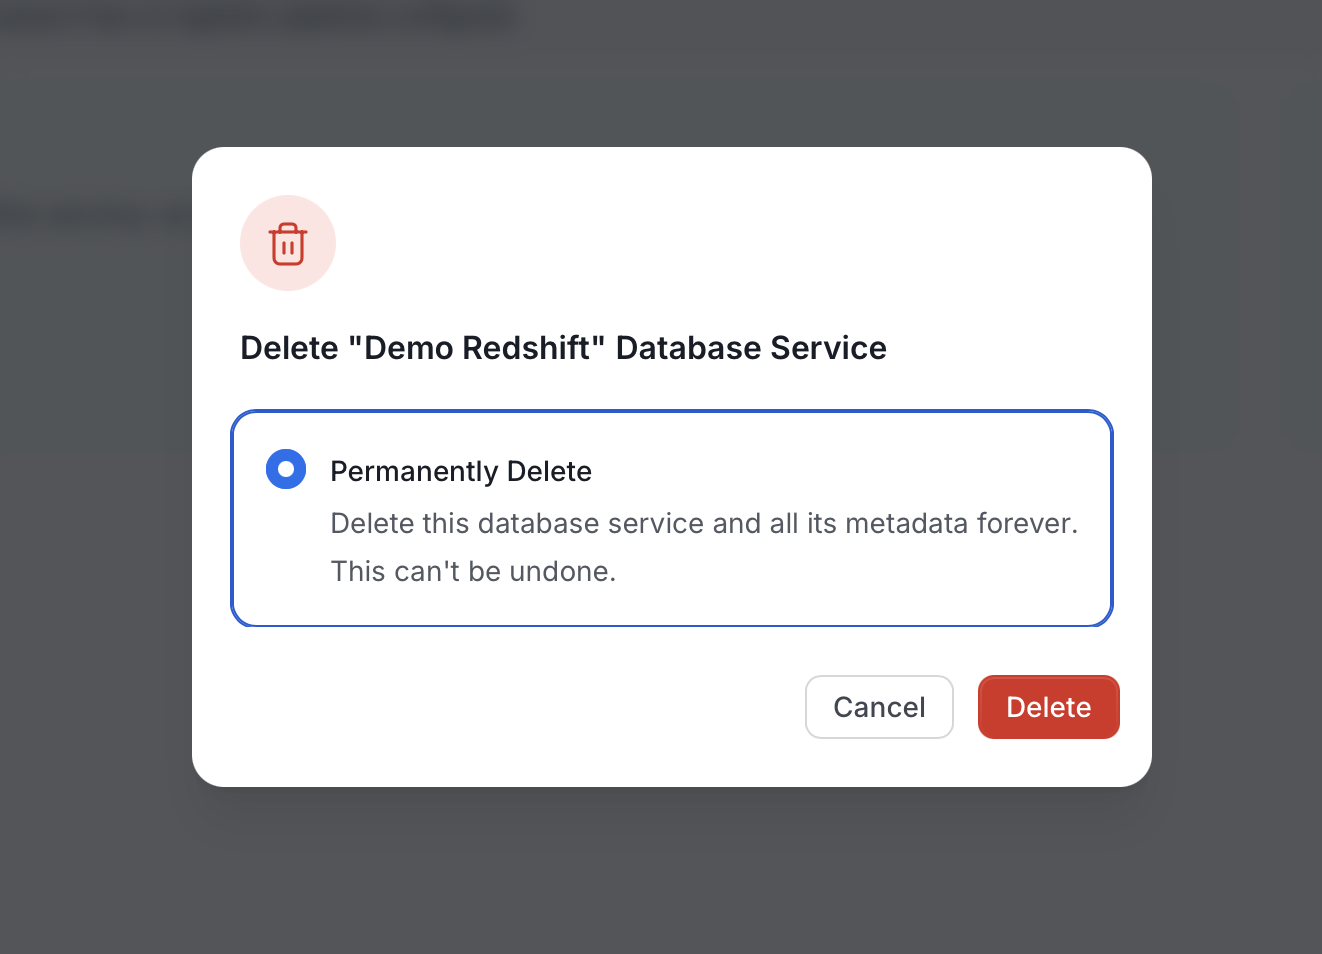 Delete "Demo Redshift" Database Service
Permanently Delete
Delete this database service and all its metadata forever.
This can't be undone.
Cancel
Delete